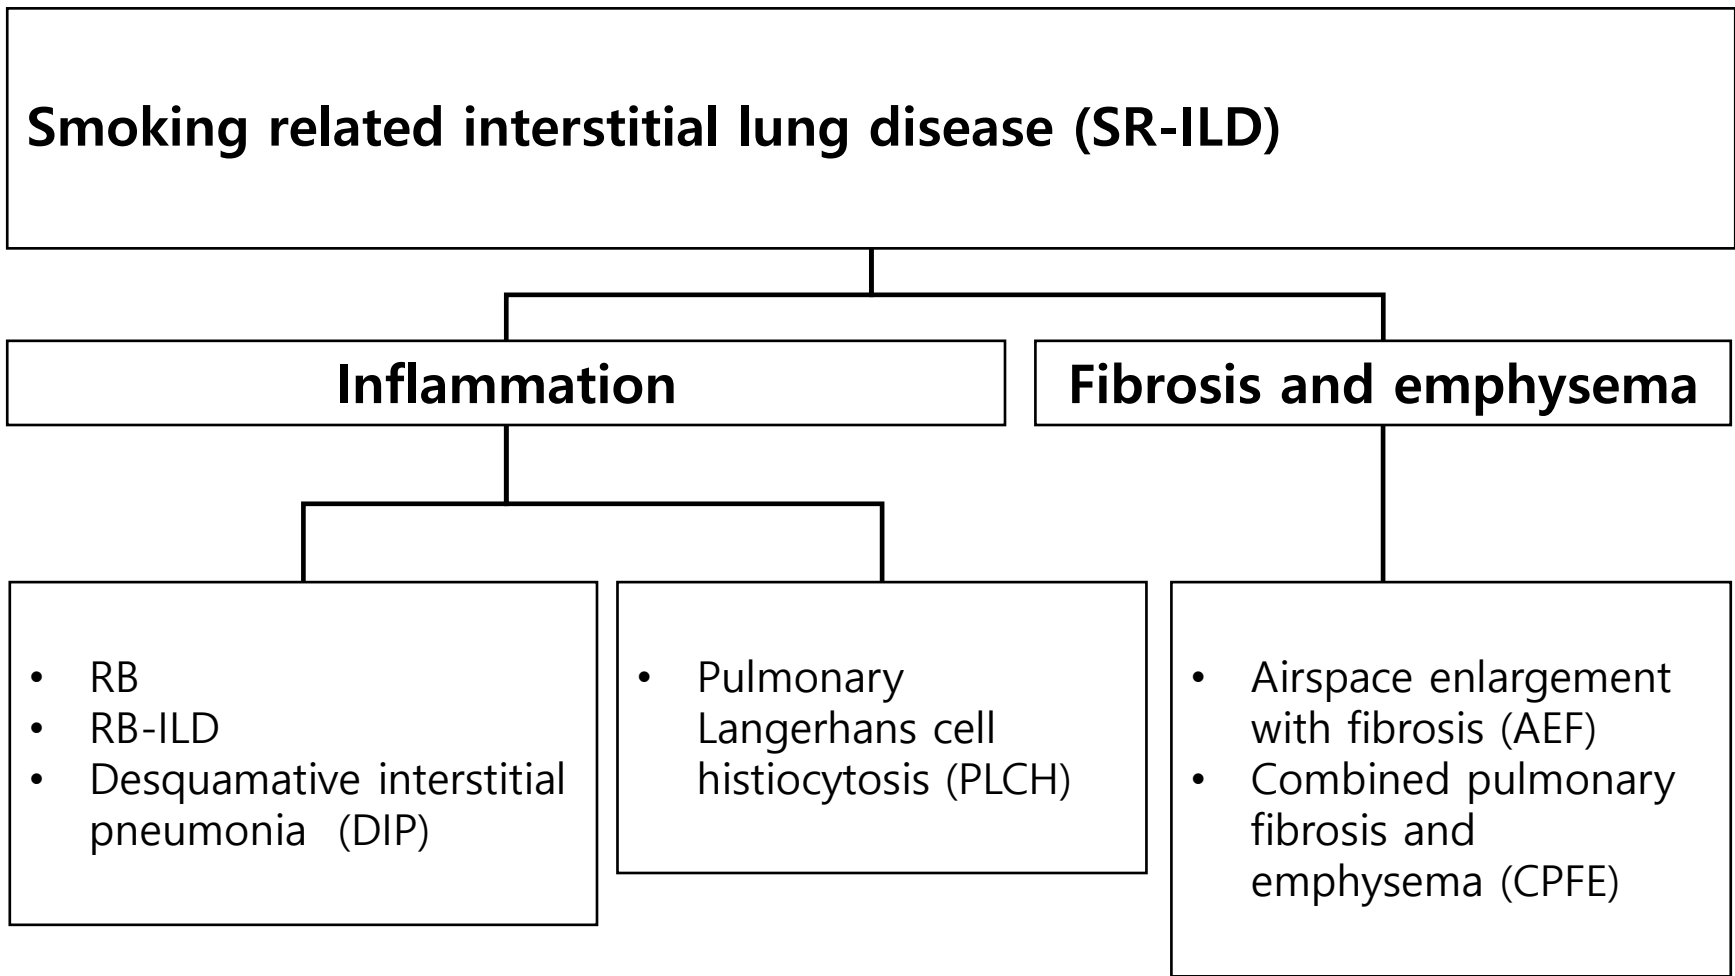 Smoking related interstitial lung disease (SR-ILD)
Inflammation
Fibrosis and emphysema
• RB
• RB-ILD
• Desquamative interstitial
pneumonia (DIP)
• Pulmonary
Langerhans cell
histiocytosis (PLCH)
• Airspace enlargement
with fibrosis (AEF)
• Combined pulmonary
fibrosis and
emphysema (CPFE)